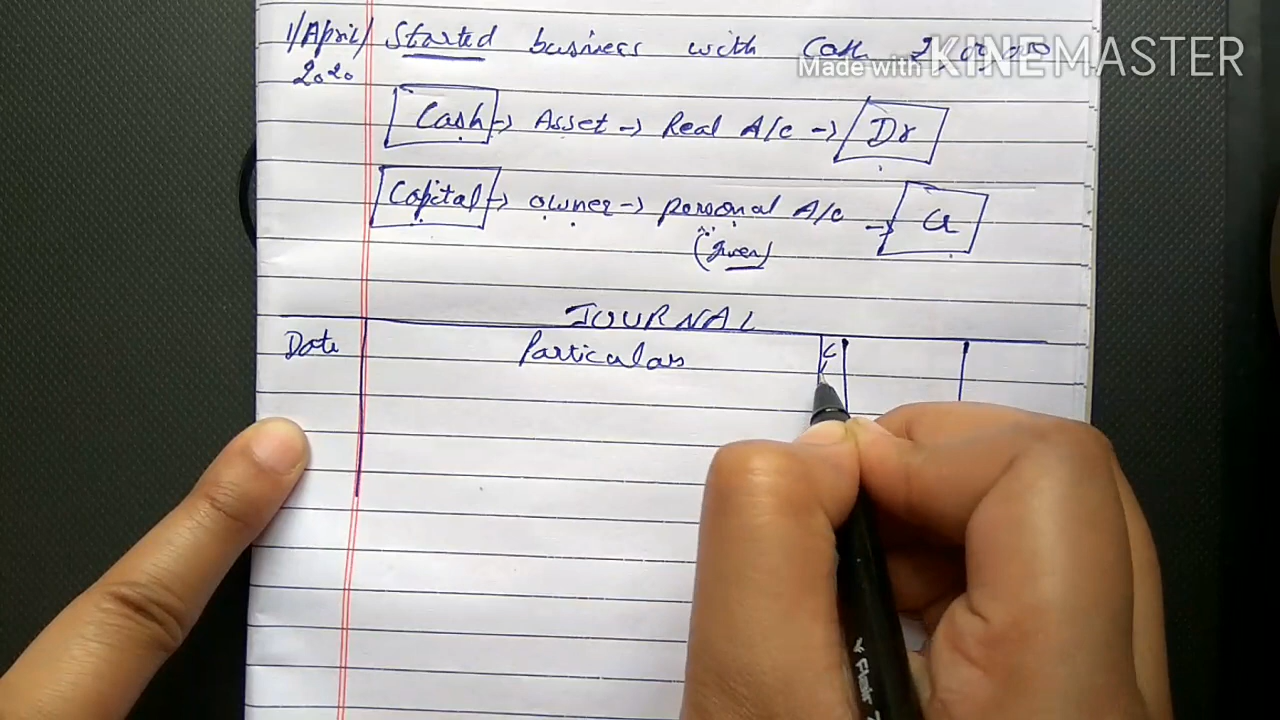 1/April/ Started business with Cash
2020
Made with KINEMASTER
Cash → Asset → Real A/c → Dr
Capital → owner → personal A/c → Cr
(given)
JOURNAL
Date Particulars L
Flair